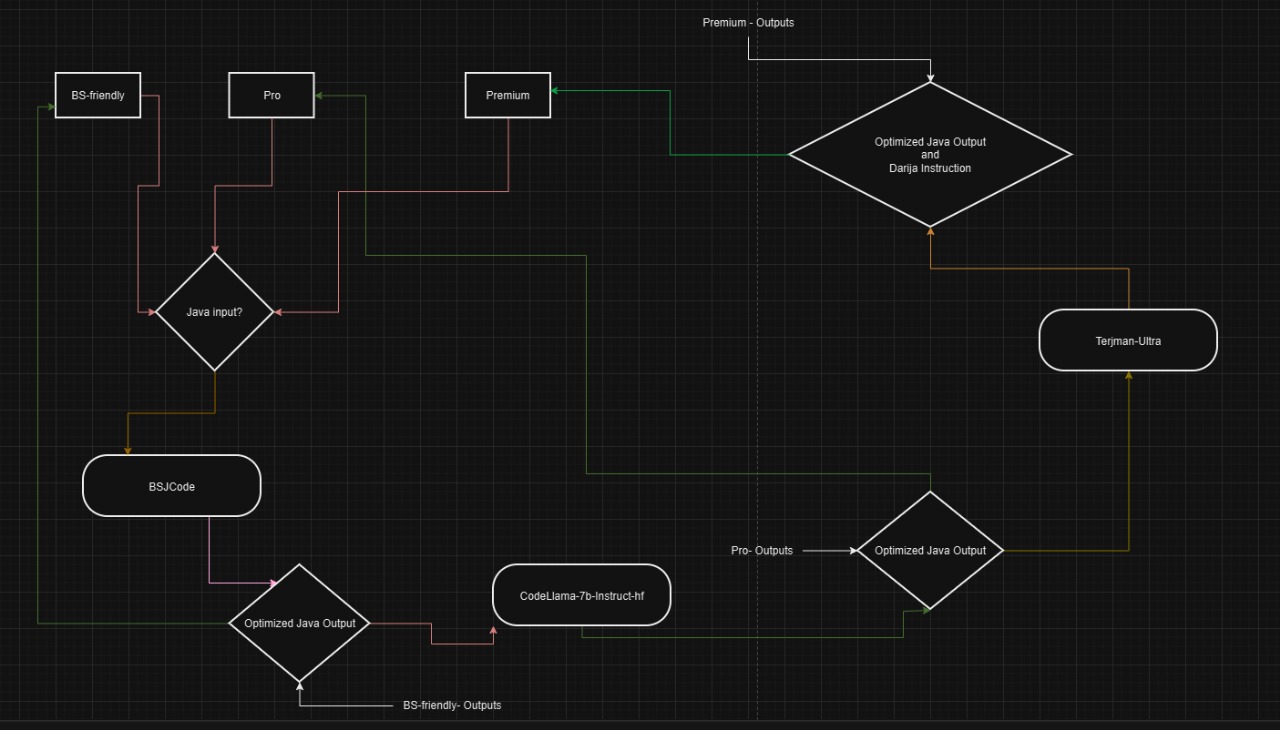 Premium - Outputs
BS-friendly
Pro
Premium
Optimized Java Output
and
Darija Instruction
Java input?
Terjman-Ultra
BSJCode
Pro- Outputs
Optimized Java Output
CodeLlama-7b-Instruct-hf
Optimized Java Output
BS-friendly- Outputs